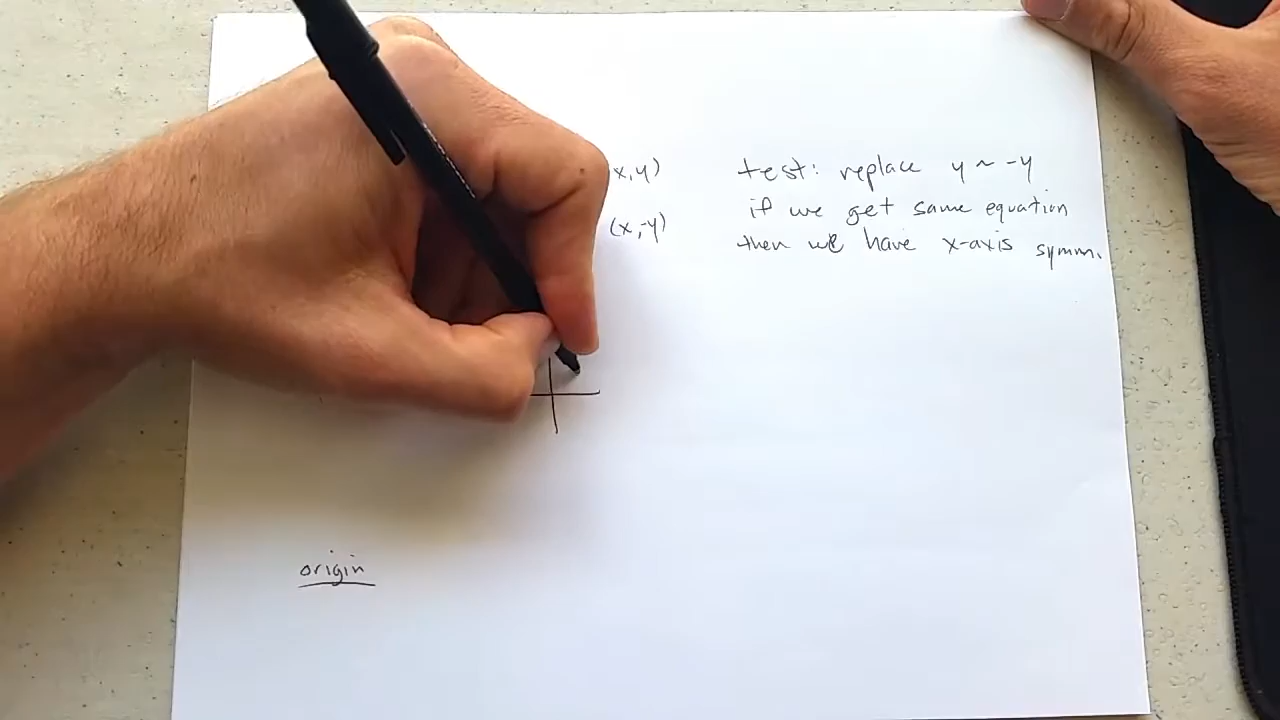 (x,y)
(x,-y)
test: replace y ~ -y
if we get same equation
then we have x-axis symm.
origin